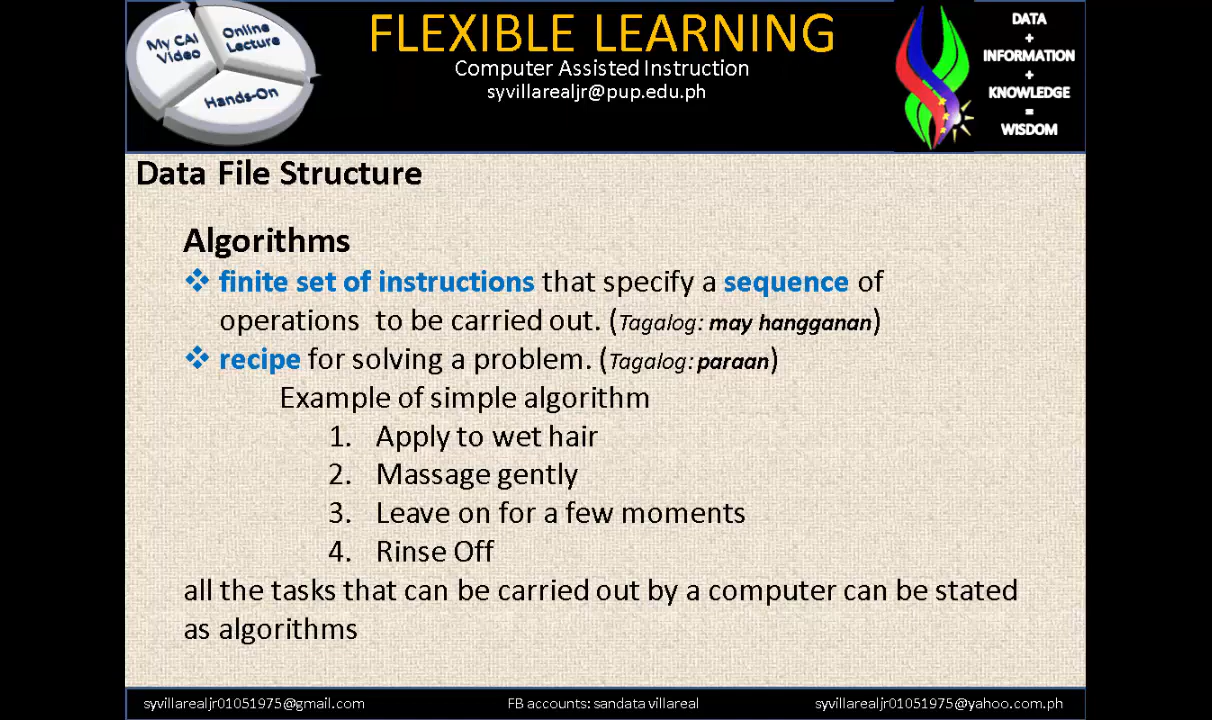 My CAI
Video
Online
Lecture
Hands-On
FLEXIBLE LEARNING
Computer Assisted Instruction
syvillarealjr@pup.edu.ph
DATA
+
INFORMATION
+
KNOWLEDGE
=
WISDOM
Data File Structure
Algorithms
❖ finite set of instructions that specify a sequence of
operations to be carried out. (Tagalog: may hangganan)
❖ recipe for solving a problem. (Tagalog: paraan)
Example of simple algorithm
1. Apply to wet hair
2. Massage gently
3. Leave on for a few moments
4. Rinse Off
all the tasks that can be carried out by a computer can be stated
as algorithms
syvillarealjr01051975@gmail.com
FB accounts: sandata villareal
syvillarealjr01051975@yahoo.com.ph